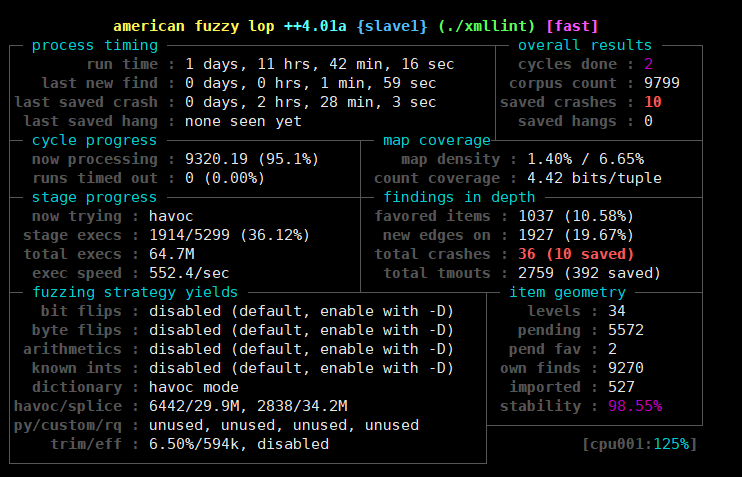 american fuzzy lop ++4.01a {slave1} (./xmllint) [fast]
process timing overall results
run time : 1 days, 11 hrs, 42 min, 16 sec cycles done : 2
last new find : 0 days, 0 hrs, 1 min, 59 sec corpus count : 9799
last saved crash : 0 days, 2 hrs, 28 min, 3 sec saved crashes : 10
last saved hang : none seen yet saved hangs : 0
cycle progress map coverage
now processing : 9320.19 (95.1%) map density : 1.40% / 6.65%
runs timed out : 0 (0.00%) count coverage : 4.42 bits/tuple
stage progress findings in depth
now trying : havoc favored items : 1037 (10.58%)
stage execs : 1914/5299 (36.12%) new edges on : 1927 (19.67%)
total execs : 64.7M total crashes : 36 (10 saved)
exec speed : 552.4/sec total tmouts : 2759 (392 saved)
fuzzing strategy yields item geometry
bit flips : disabled (default, enable with -D) levels : 34
byte flips : disabled (default, enable with -D) pending : 5572
arithmetics : disabled (default, enable with -D) pend fav : 2
known ints : disabled (default, enable with -D) own finds : 9270
dictionary : havoc mode imported : 527
havoc/splice : 6442/29.9M, 2838/34.2M stability : 98.55%
py/custom/rq : unused, unused, unused, unused
trim/eff : 6.50%/594k, disabled [cpu001:125%]